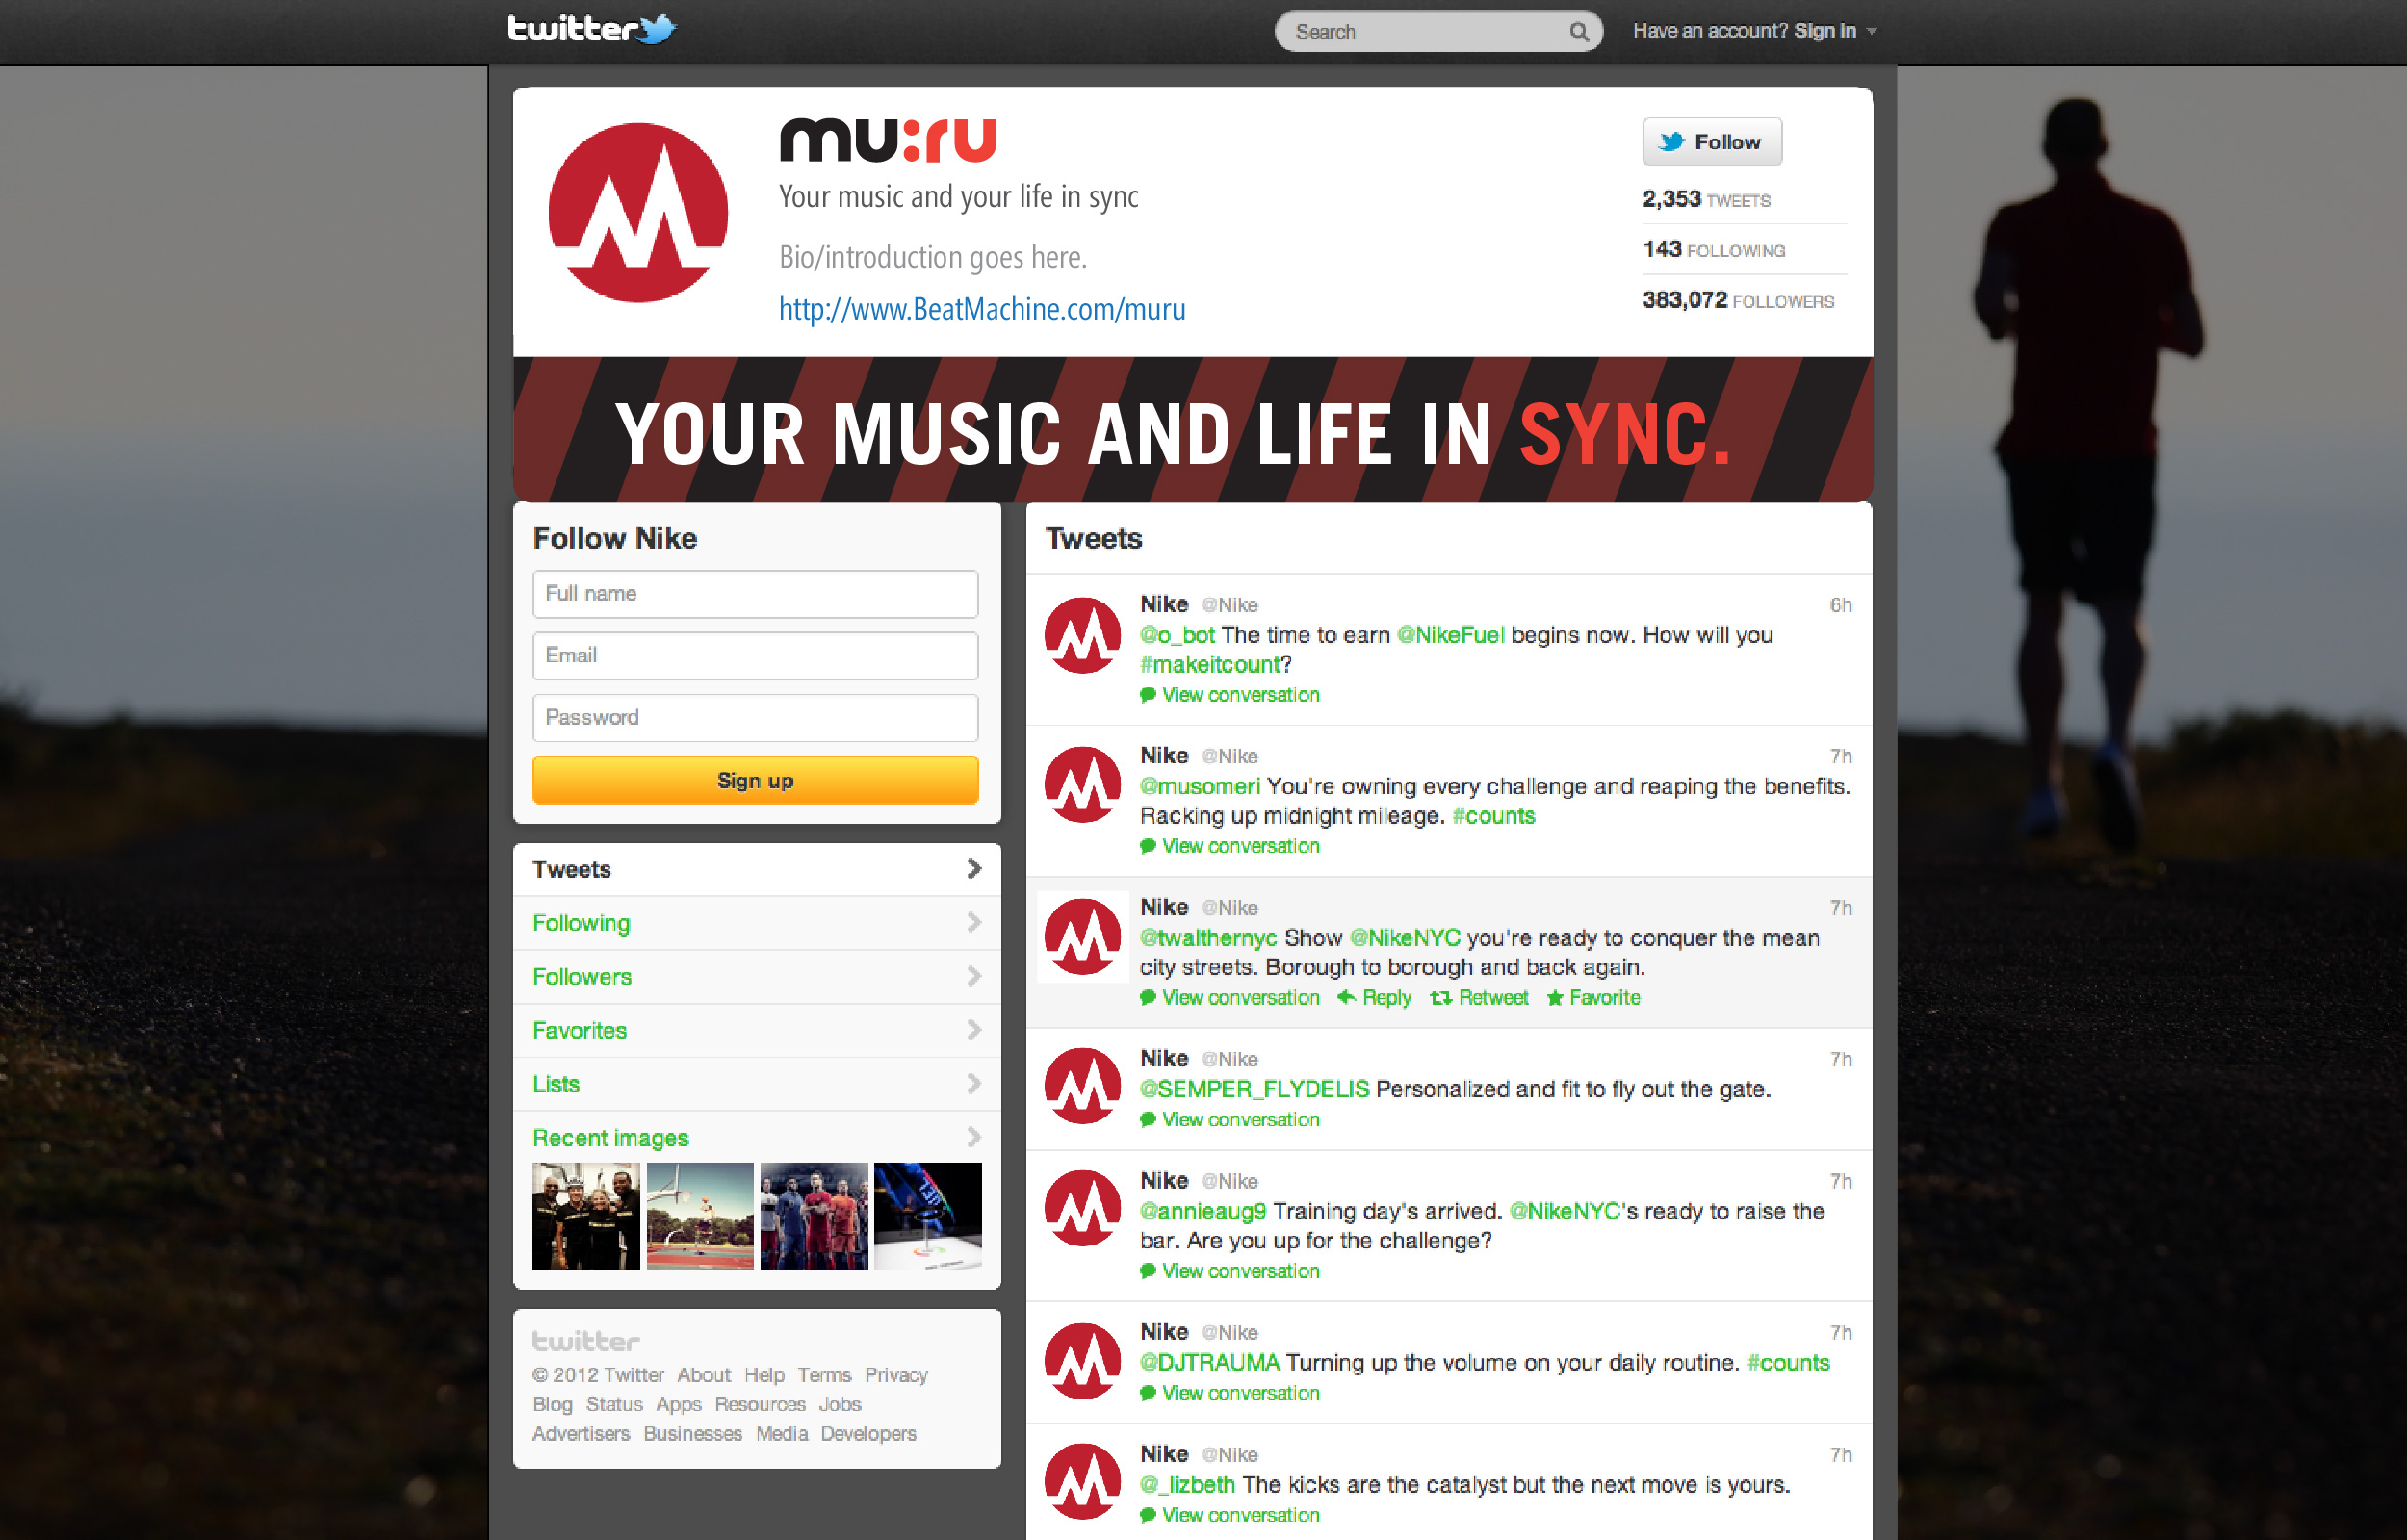 twitter
Search
Have an account? Sign in
mu:ru
Your music and your life in sync
Bio/introduction goes here.
http://www.BeatMachine.com/muru
Follow
2,353 TWEETS
143 FOLLOWING
383,072 FOLLOWERS
YOUR MUSIC AND LIFE IN SYNC.
Follow Nike
Full name
Email
Password
Sign up
Tweets
Following
Followers
Favorites
Lists
Recent images
twitter
© 2012 Twitter About Help Terms Privacy
Blog Status Apps Resources Jobs
Advertisers Businesses Media Developers
Tweets
Nike @Nike 6h
@o_bot The time to earn @NikeFuel begins now. How will you
#makeitcount?
View conversation
Nike @Nike 7h
@musomeri You're owning every challenge and reaping the benefits.
Racking up midnight mileage. #counts
View conversation
Nike @Nike 7h
@twalthernyc Show @NikeNYC you're ready to conquer the mean
city streets. Borough to borough and back again.
View conversation Reply Retweet Favorite
Nike @Nike 7h
@SEMPER_FLYDELIS Personalized and fit to fly out the gate.
View conversation
Nike @Nike 7h
@annieaug9 Training day's arrived. @NikeNYC's ready to raise the
bar. Are you up for the challenge?
View conversation
Nike @Nike 7h
@DJTRAUMA Turning up the volume on your daily routine. #counts
View conversation
Nike @Nike 7h
@_lizbeth The kicks are the catalyst but the next move is yours.
View conversation